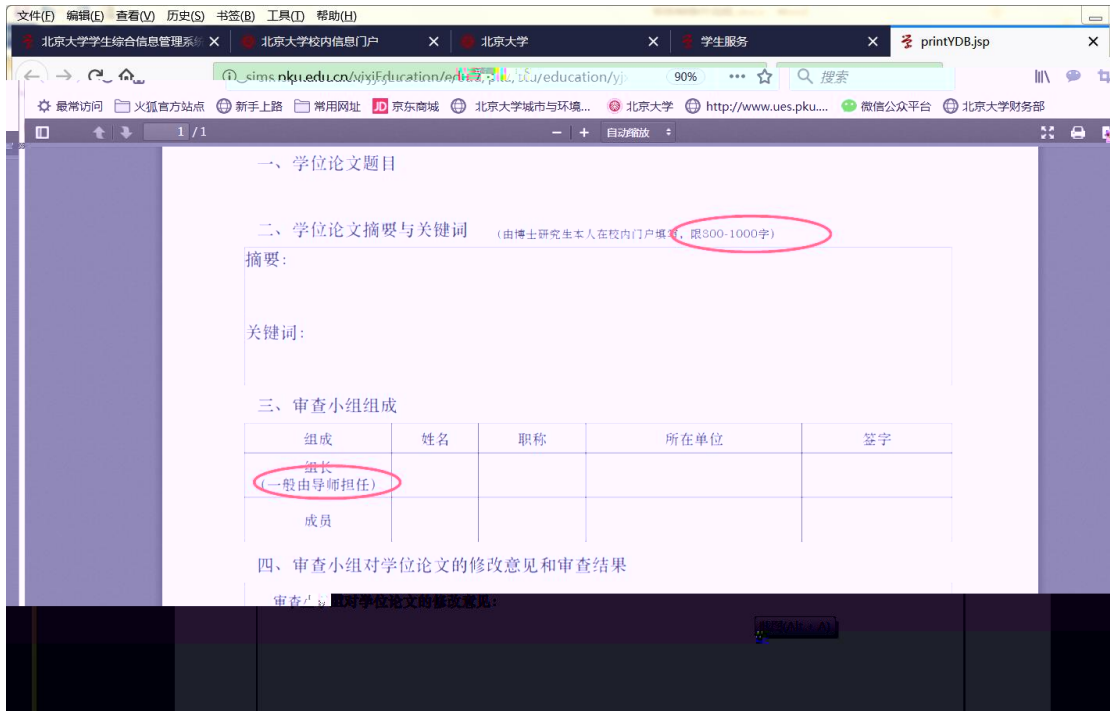 文件(F) 编辑(E) 查看(V) 历史(S) 书签(B) 工具(T) 帮助(H)
北京大学学生综合信息管理系统 北京大学校内信息门户 北京大学 学生服务 printYDB.jsp
sims.pku.edu.cn 90% 搜索
最常访问 火狐官方站点 新手上路 常用网址 JD 京东商城 北京大学城市与环境... 北京大学 http://www.ues.pku.... 微信公众平台 北京大学财务部
1 / 1 自动缩放
一、学位论文题目
二、学位论文摘要与关键词 (由博士研究生本人在校内门户填写，限800-1000字)
摘要:
关键词:
三、审查小组组成
组成 姓名 职称 所在单位 签字
组长
(一般由导师担任)
成员
四、审查小组对学位论文的修改意见和审查结果
审查小组对学位论文的修改意见: